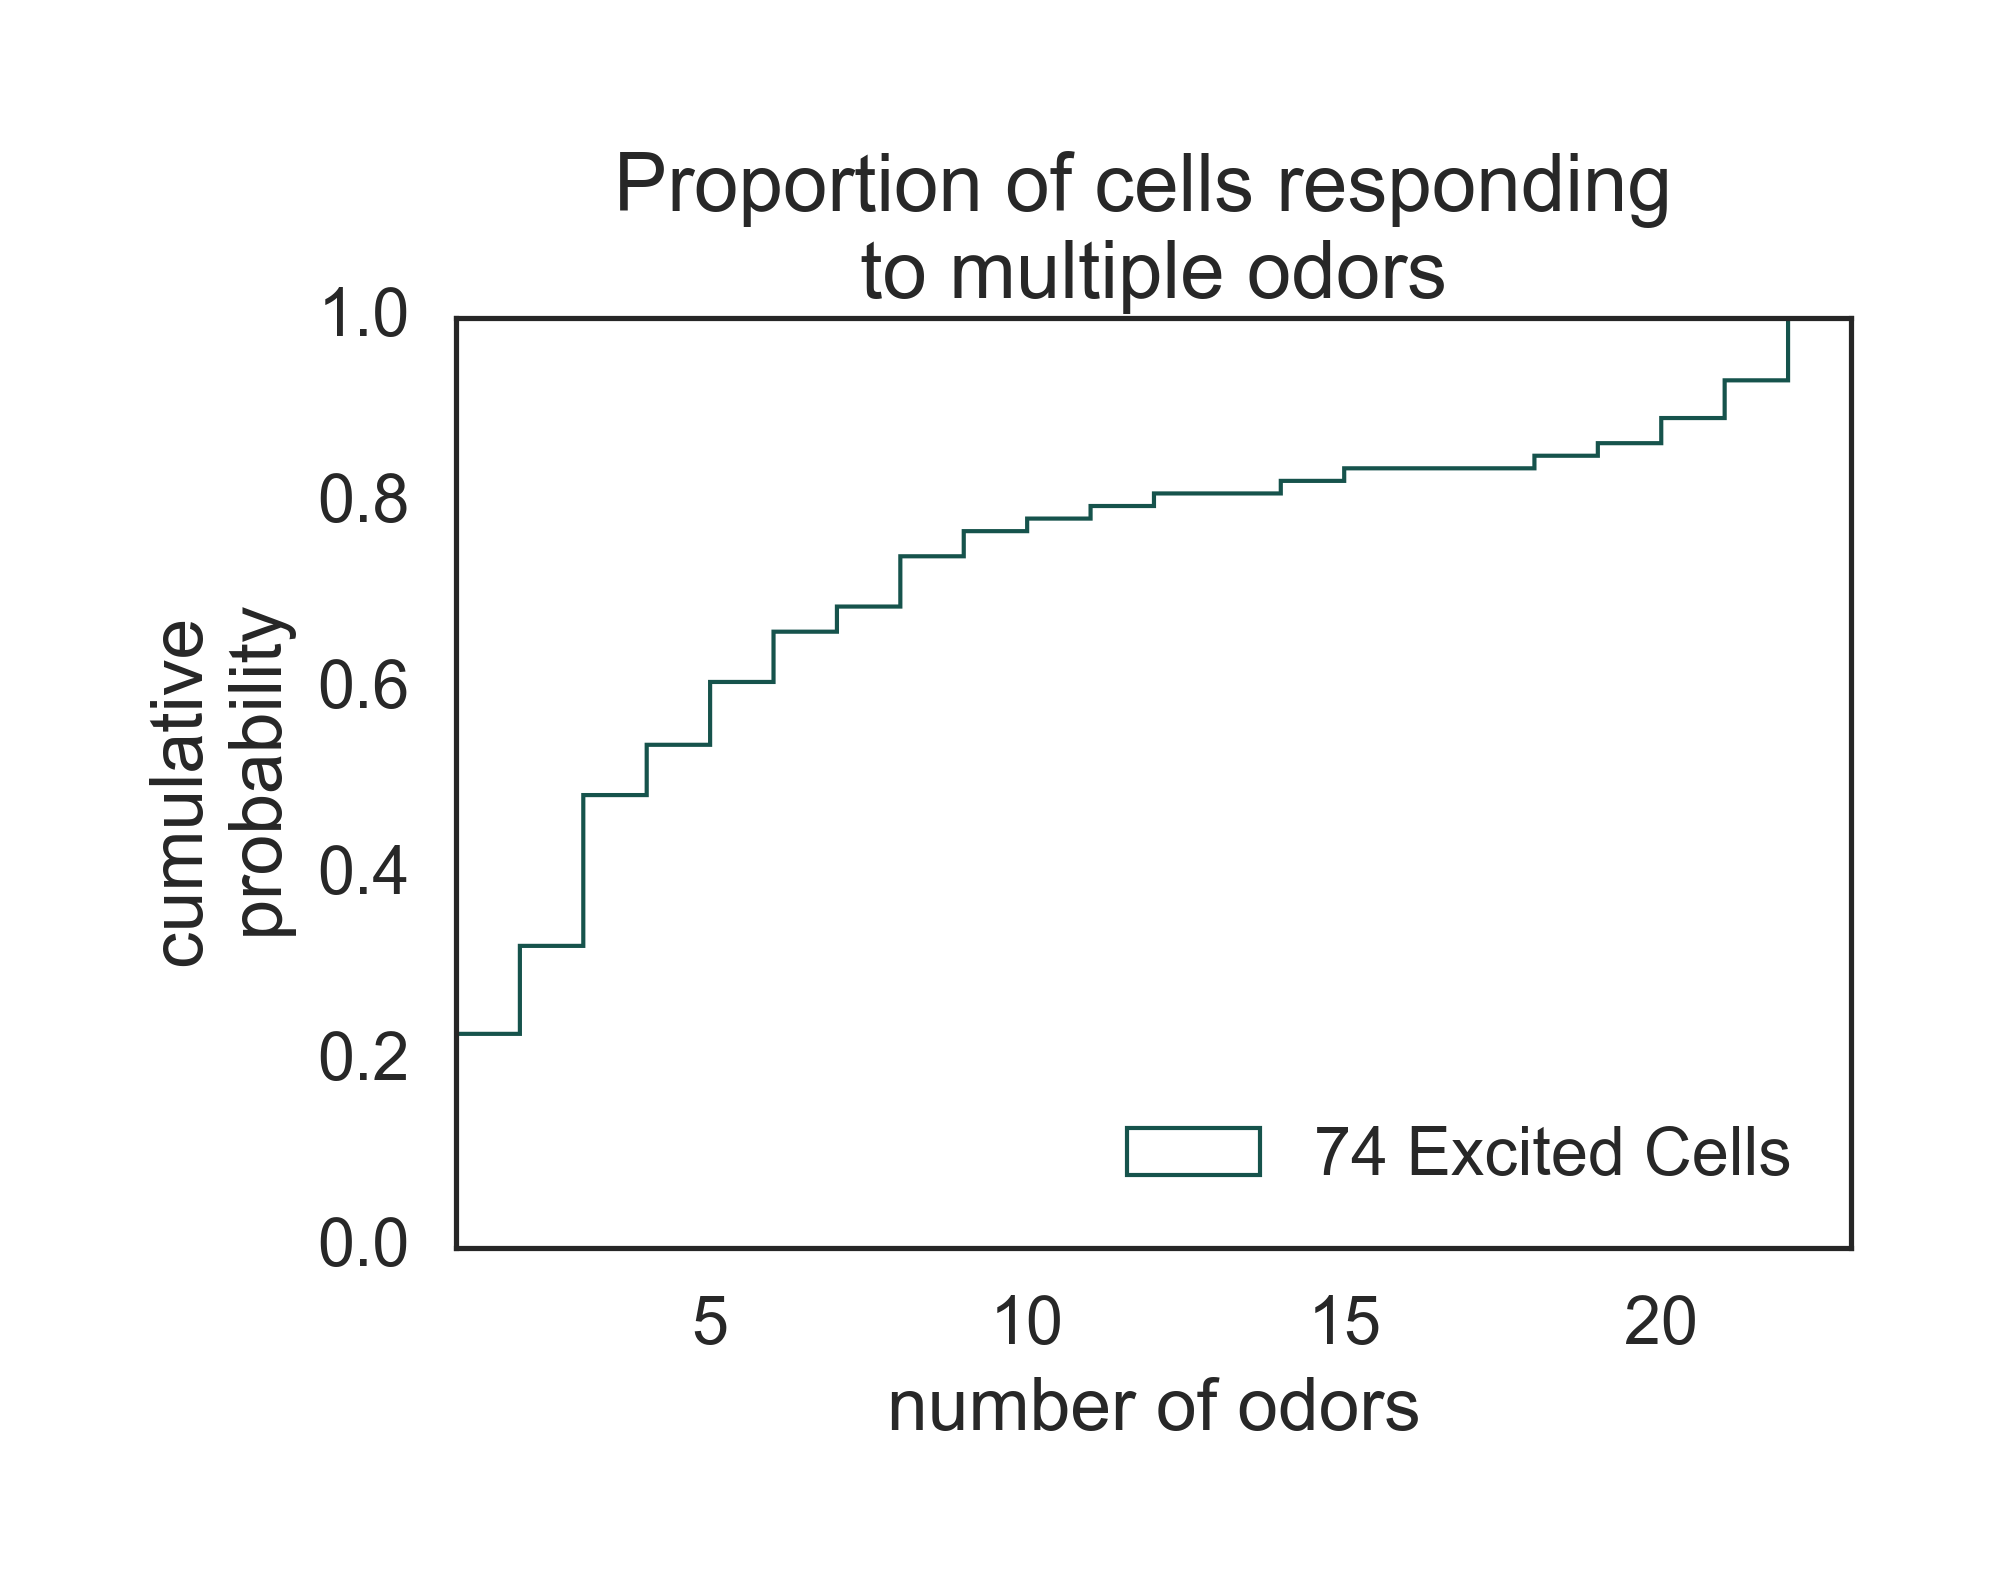 Proportion of cells responding
to multiple odors
1.0
0.8
0.6
0.4
0.2
0.0
cumulative
probability
74 Excited Cells
5 10 15 20
number of odors